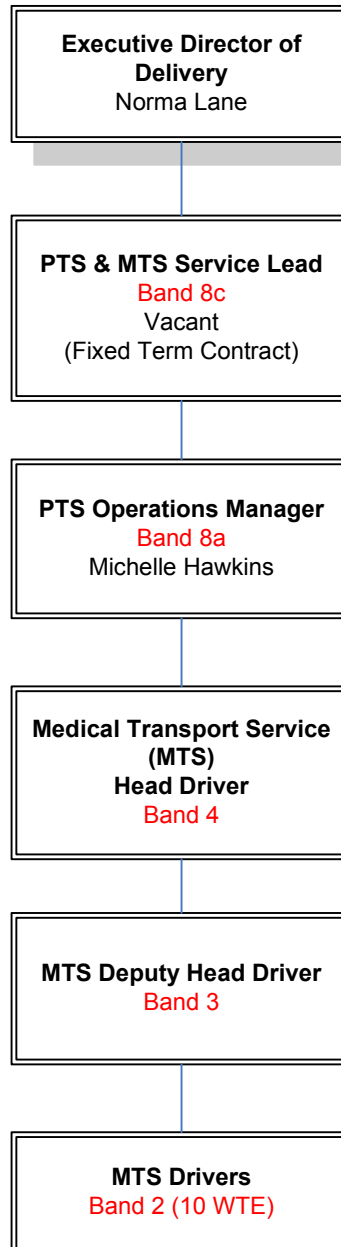 Executive Director of
Delivery
Norma Lane
PTS & MTS Service Lead
Band 8c
Vacant
(Fixed Term Contract)
PTS Operations Manager
Band 8a
Michelle Hawkins
Medical Transport Service
(MTS)
Head Driver
Band 4
MTS Deputy Head Driver
Band 3
MTS Drivers
Band 2 (10 WTE)